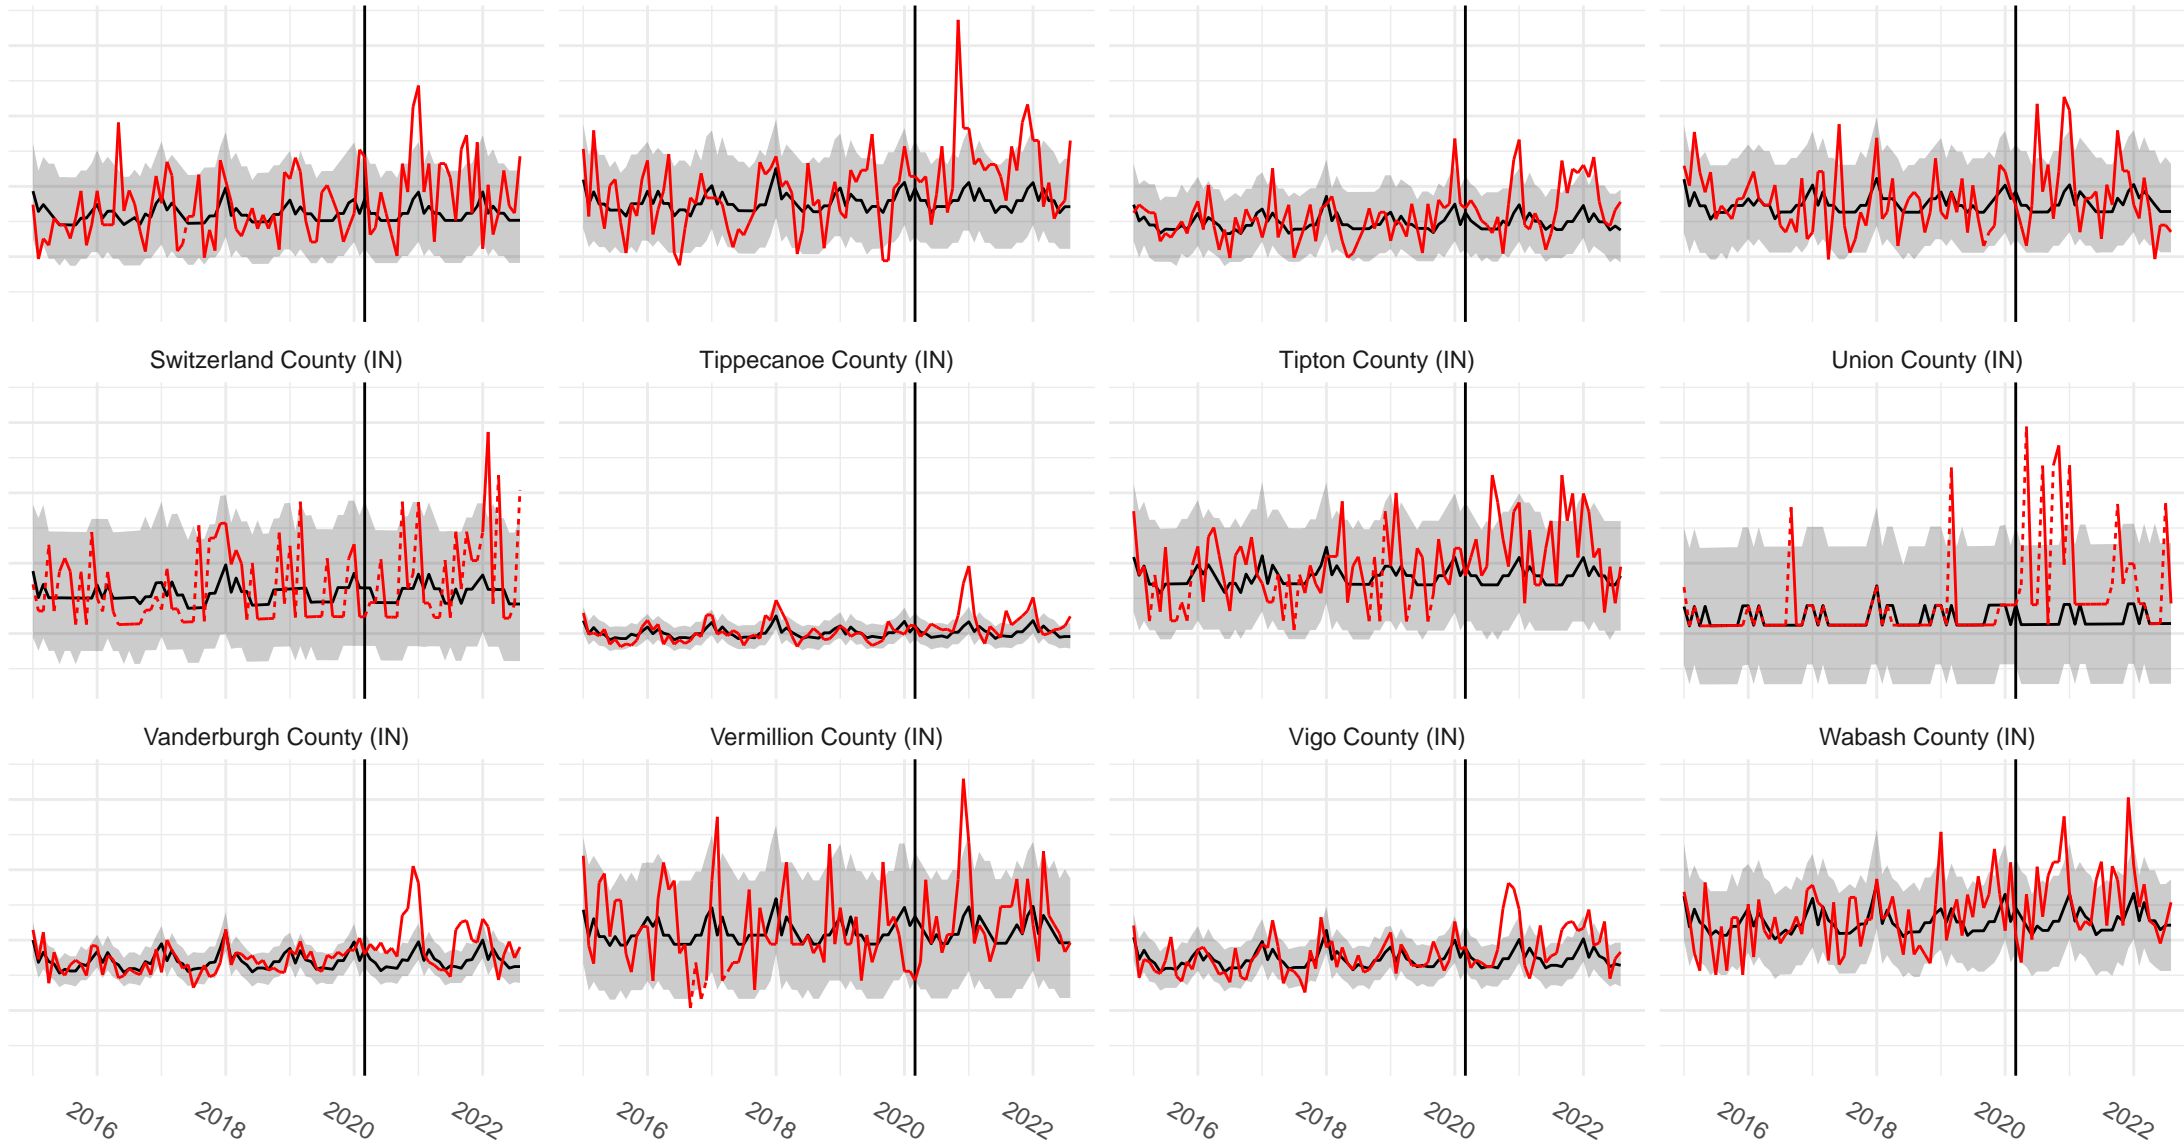 Switzerland County (IN)
Tippecanoe County (IN)
Tipton County (IN)
Union County (IN)
Vanderburgh County (IN)
Vermillion County (IN)
Vigo County (IN)
Wabash County (IN)
2016 2018 2020 2022
2016 2018 2020 2022
2016 2018 2020 2022
2016 2018 2020 2022